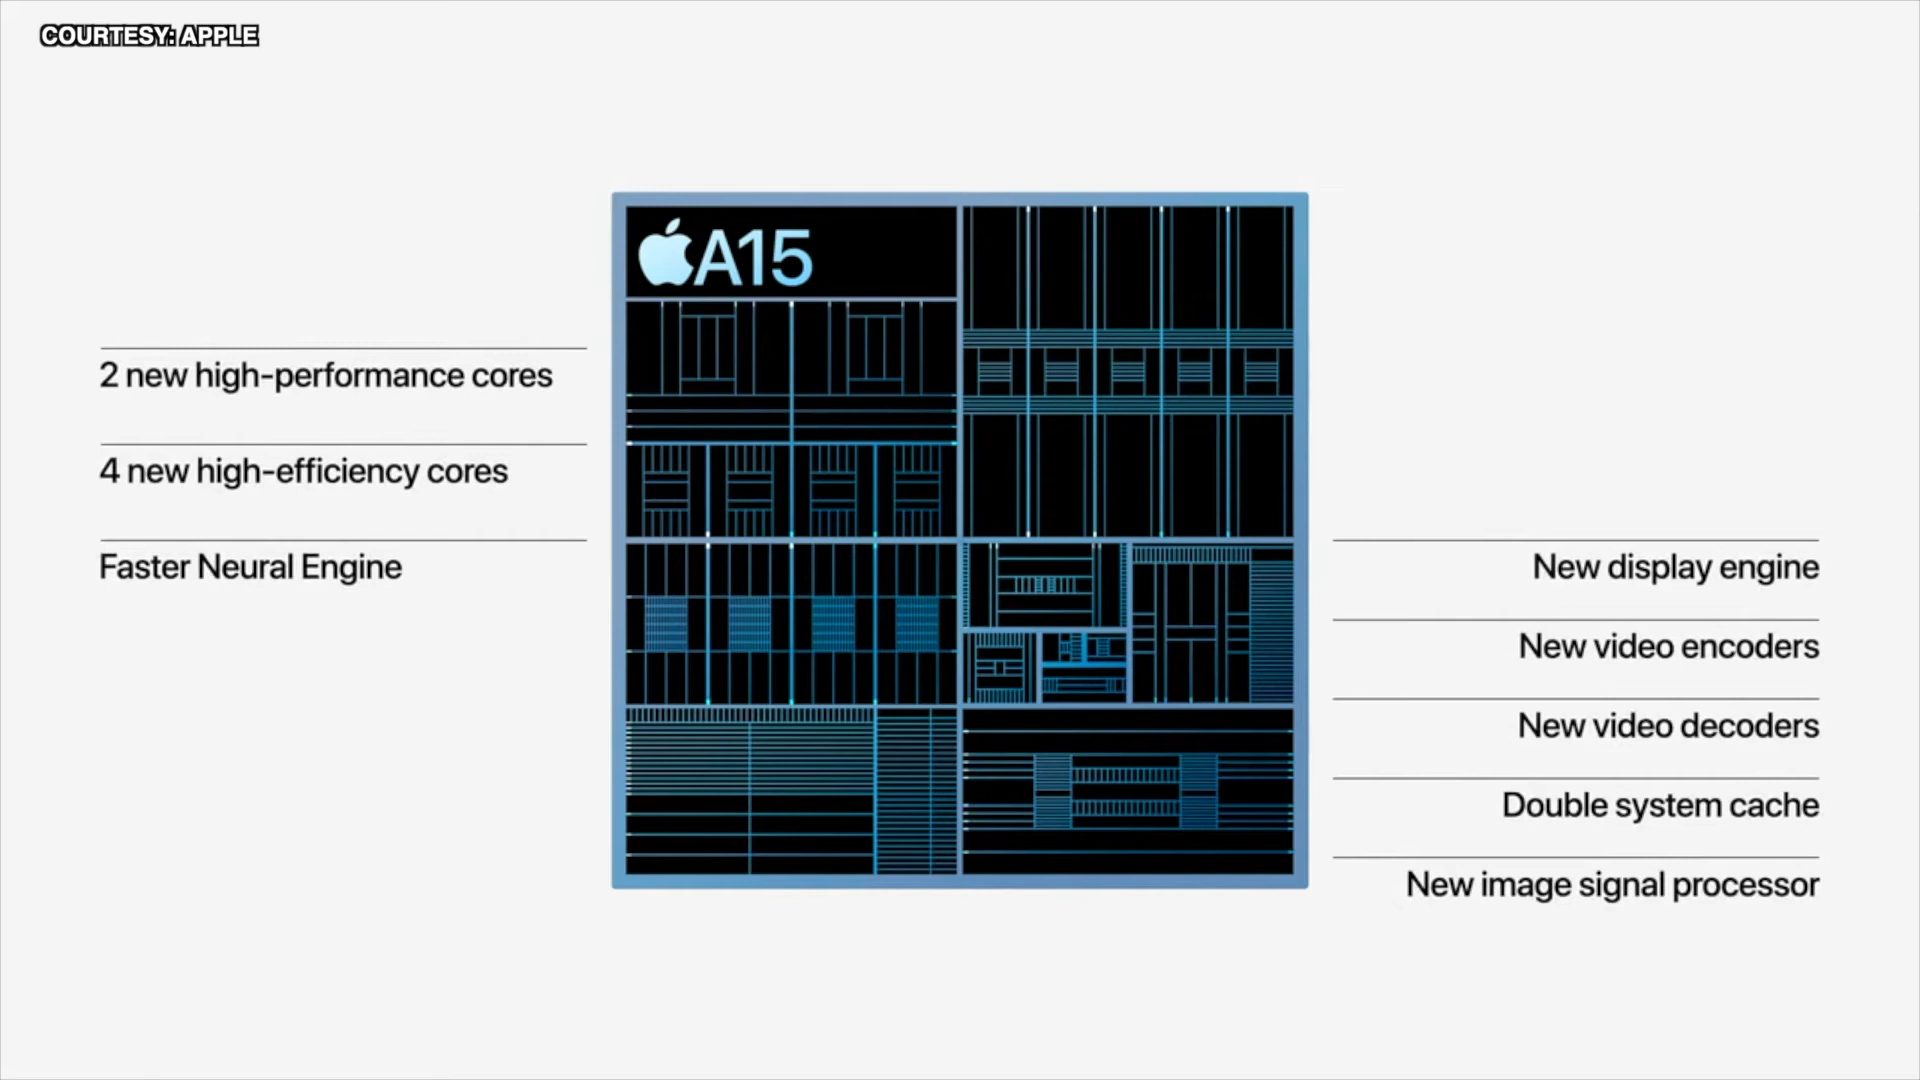 COURTESY: APPLE
A15
2 new high-performance cores
4 new high-efficiency cores
Faster Neural Engine
New display engine
New video encoders
New video decoders
Double system cache
New image signal processor